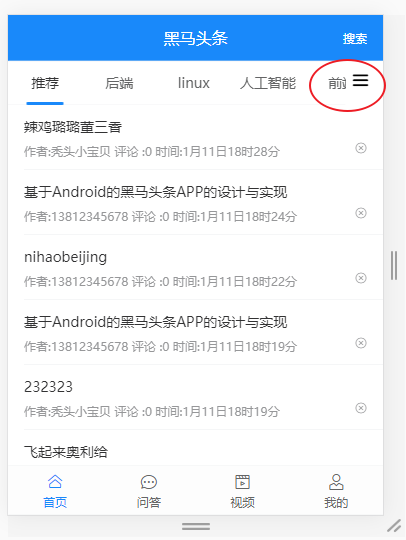 黑马头条 搜索
推荐 后端 linux 人工智能
辣鸡璐璐董三香
作者:秃头小宝贝 评论 :0 时间:1月11日18时28分
基于Android的黑马头条APP的设计与实现
作者:13812345678 评论 :0 时间:1月11日18时24分
nihaobeijing
作者:13812345678 评论 :0 时间:1月11日18时22分
基于Android的黑马头条APP的设计与实现
作者:13812345678 评论 :0 时间:1月11日18时19分
232323
作者:秃头小宝贝 评论 :0 时间:1月11日18时19分
飞起来奥利给
首页 问答 视频 我的